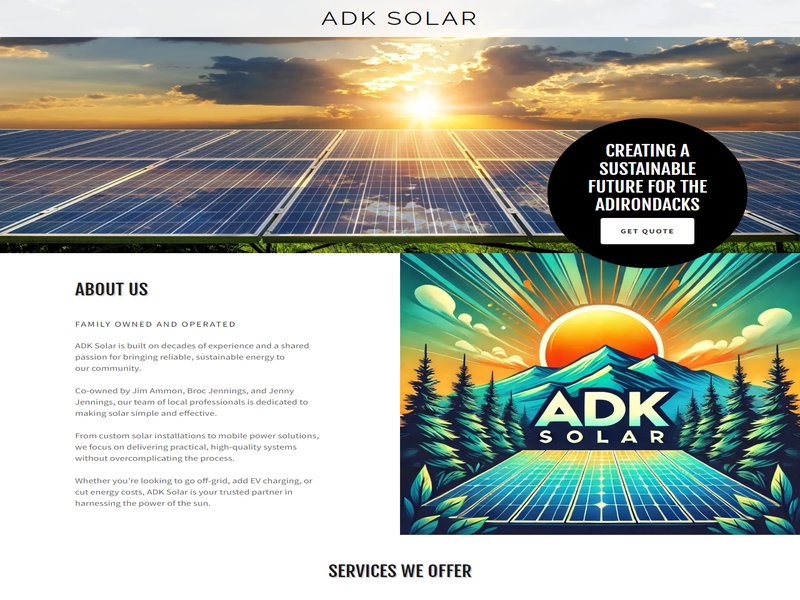 ADK SOLAR
CREATING A
SUSTAINABLE
FUTURE FOR THE
ADIRONDACKS
GET QUOTE
ABOUT US
FAMILY OWNED AND OPERATED
ADK Solar is built on decades of experience and a shared
passion for bringing reliable, sustainable energy to
our community.
Co-owned by Jim Ammon, Broc Jennings, and Jenny
Jennings, our team of local professionals is dedicated to
making solar simple and effective.
From custom solar installations to mobile power solutions,
we focus on delivering practical, high-quality systems
without overcomplicating the process.
Whether you're looking to go off-grid, add EV charging, or
cut energy costs, ADK Solar is your trusted partner in
harnessing the power of the sun.
ADK
SOLAR
SERVICES WE OFFER